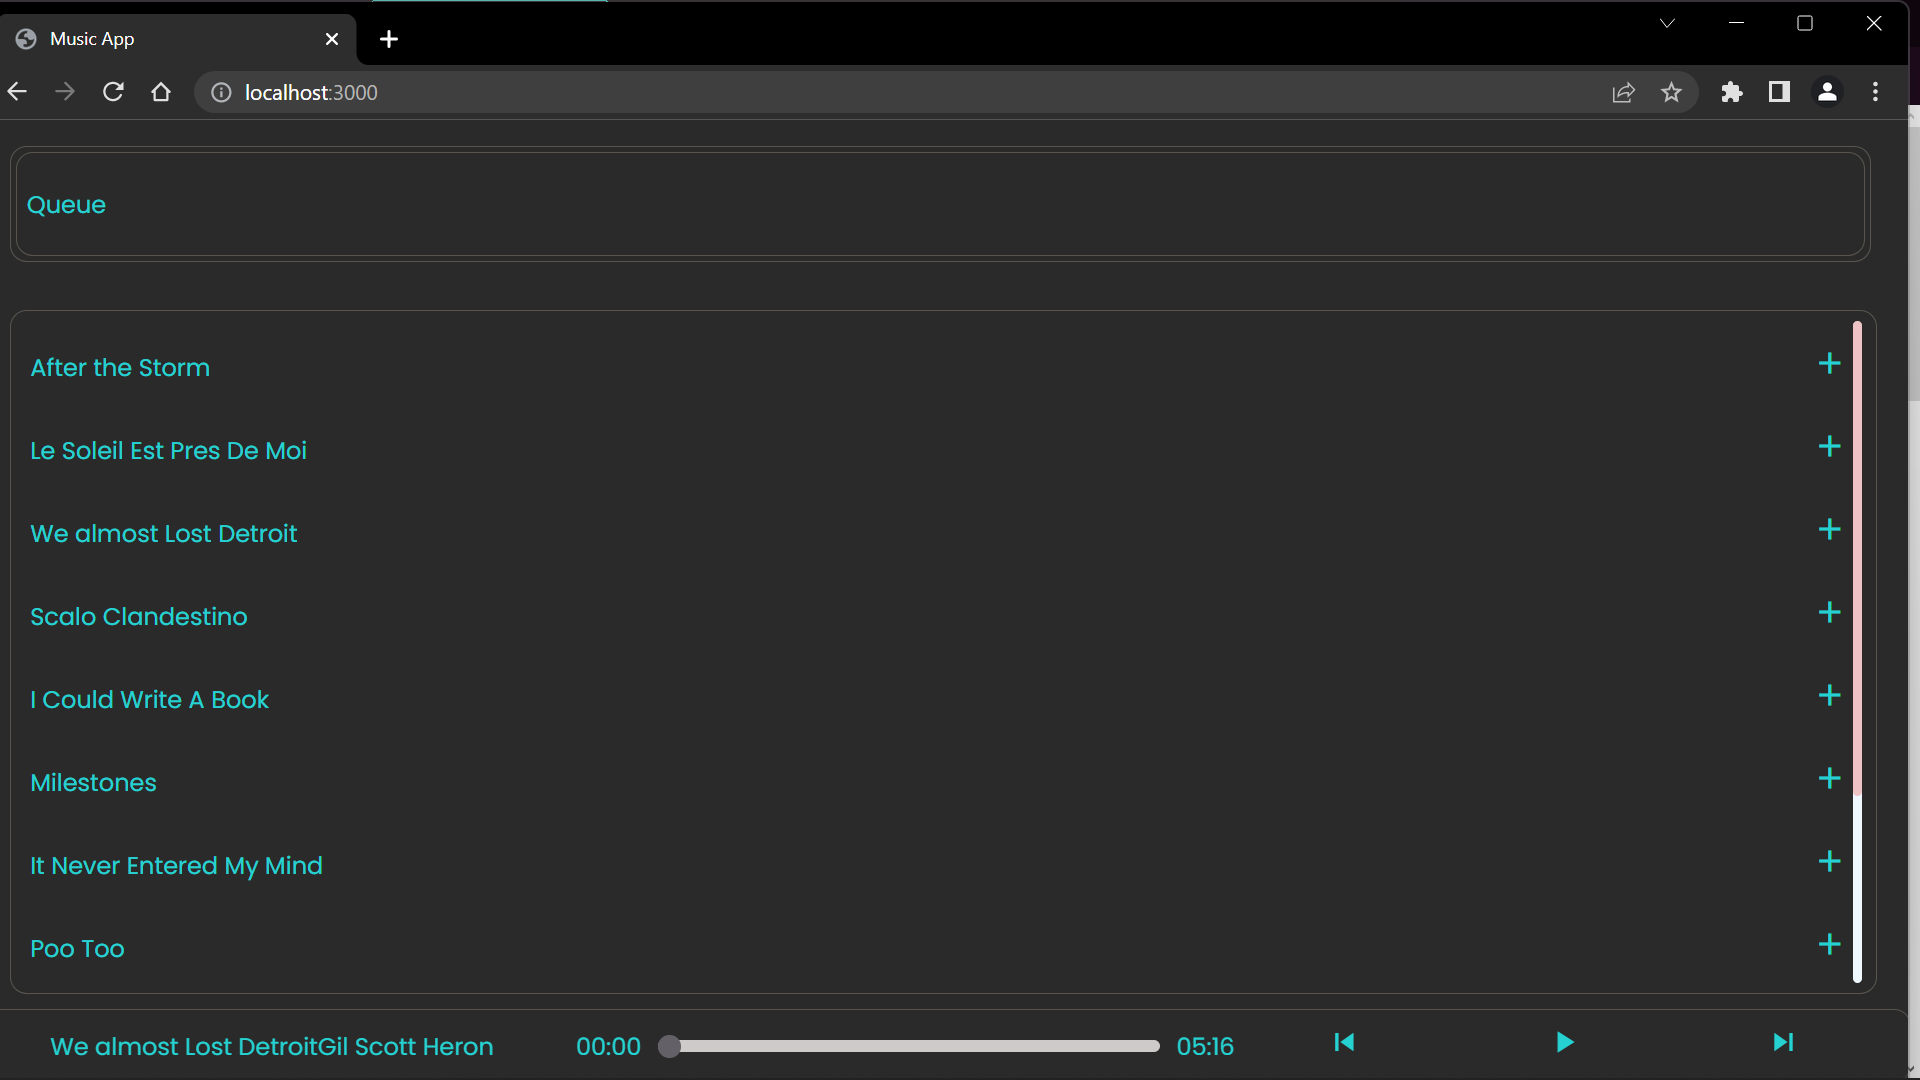 Music App
localhost:3000
Queue
After the Storm
Le Soleil Est Pres De Moi
We almost Lost Detroit
Scalo Clandestino
I Could Write A Book
Milestones
It Never Entered My Mind
Poo Too
We almost Lost DetroitGil Scott Heron 00:00 05:16